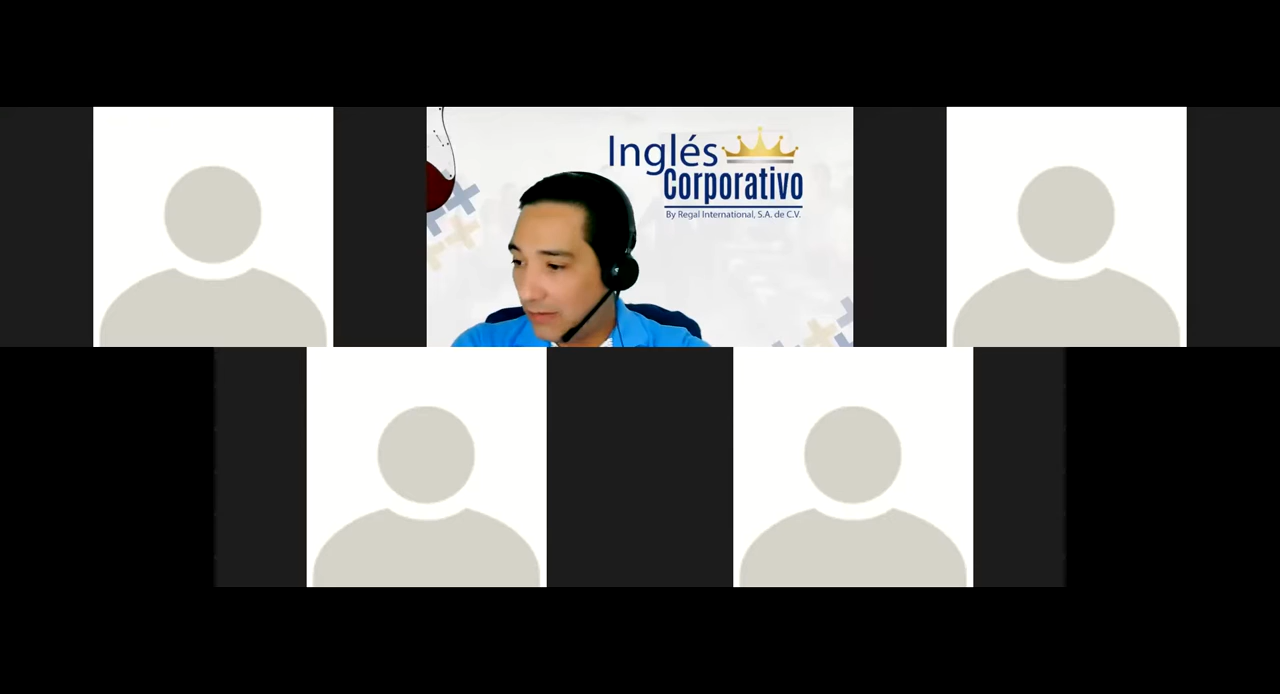 Inglés
Corporativo
By Regal International, S.A. de C.V.